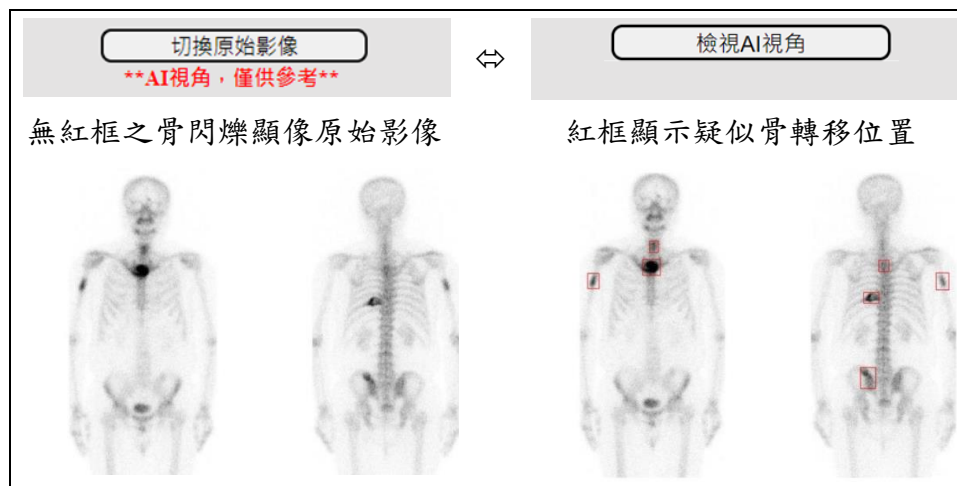 切換原始影像
**AI視角，僅供參考**
⇔
檢視AI視角
無紅框之骨閃爍顯像原始影像
紅框顯示疑似骨轉移位置